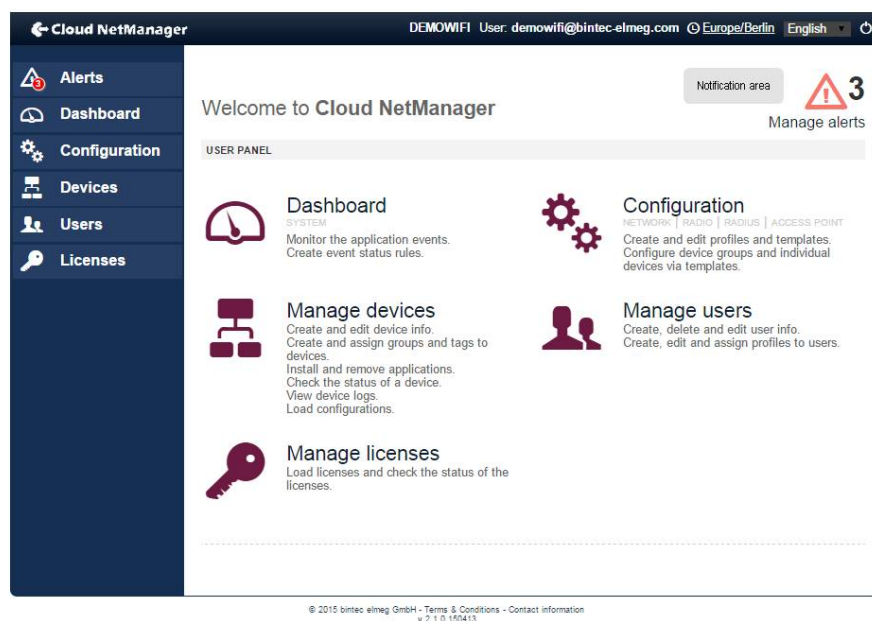 Cloud NetManager
DEMOWIFI User: demowifi@bintec-elmeg.com Europe/Berlin English
3
Alerts
Dashboard
Configuration
Devices
Users
Licenses
Welcome to Cloud NetManager
Notification area
3
Manage alerts
USER PANEL
Dashboard
SYSTEM
Monitor the application events.
Create event status rules.
Configuration
NETWORK | RADIO | RADIUS | ACCESS POINT
Create and edit profiles and templates.
Configure device groups and individual
devices via templates.
Manage devices
Create and edit device info.
Create and assign groups and tags to
devices.
Install and remove applications.
Check the status of a device.
View device logs.
Load configurations.
Manage users
Create, delete and edit user info.
Create, edit and assign profiles to users.
Manage licenses
Load licenses and check the status of the
licenses.
© 2015 bintec elmeg GmbH - Terms & Conditions - Contact information
v 2.1.0.150413